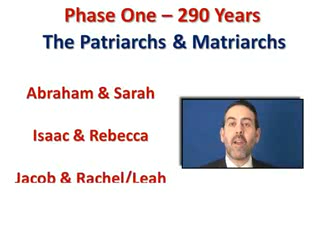 Phase One – 290 Years
The Patriarchs & Matriarchs
Abraham & Sarah
Isaac & Rebecca
Jacob & Rachel/Leah